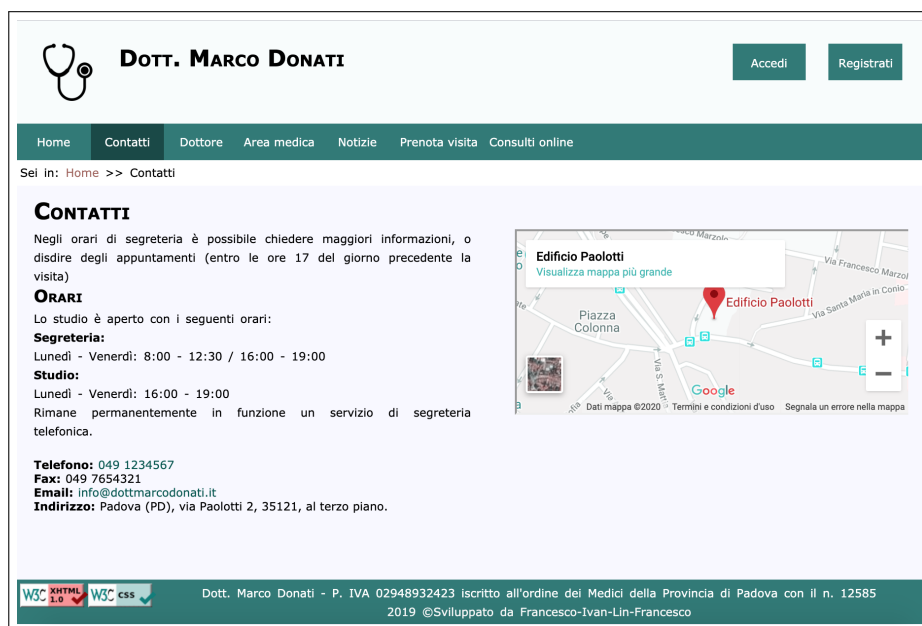 Dott. Marco Donati
Accedi
Registrati
Home Contatti Dottore Area medica Notizie Prenota visita Consulti online
Sei in: Home >> Contatti
Contatti
Negli orari di segreteria è possibile chiedere maggiori informazioni, o
disdire degli appuntamenti (entro le ore 17 del giorno precedente la
visita)
Orari
Lo studio è aperto con i seguenti orari:
Segreteria:
Lunedì - Venerdì: 8:00 - 12:30 / 16:00 - 19:00
Studio:
Lunedì - Venerdì: 16:00 - 19:00
Rimane permanentemente in funzione un servizio di segreteria
telefonica.
Telefono: 049 1234567
Fax: 049 7654321
Email: info@dottmarcodonati.it
Indirizzo: Padova (PD), via Paolotti 2, 35121, al terzo piano.
Edificio Paolotti
Visualizza mappa più grande
Marzolo
Via Francesco Marzol
Via Santa Maria in Conio
Edificio Paolotti
Piazza
Colonna
Via S. Mat
Via
+
−
Google
Dati mappa ©2020 Termini e condizioni d'uso Segnala un errore nella mappa
W3C XHTML 1.0
W3C css
Dott. Marco Donati - P. IVA 02948932423 iscritto all'ordine dei Medici della Provincia di Padova con il n. 12585
2019 ©Sviluppato da Francesco-Ivan-Lin-Francesco